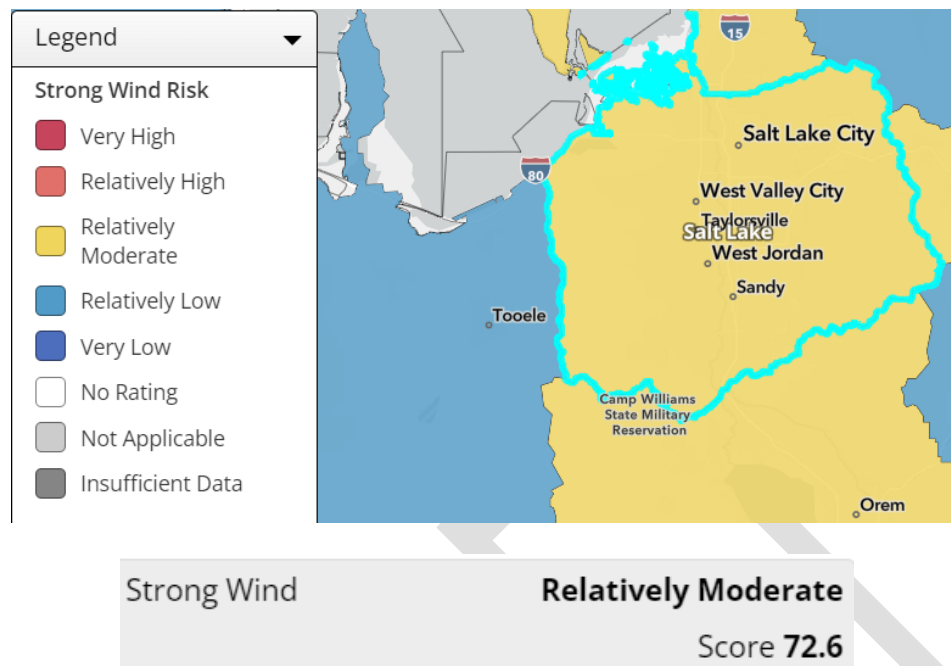 Legend
Strong Wind Risk
Very High
Relatively High
Relatively
Moderate
Relatively Low
Very Low
No Rating
Not Applicable
Insufficient Data
15
80
Salt Lake City
West Valley City
Taylorsville
Salt Lake
West Jordan
Sandy
Tooele
Camp Williams
State Military
Reservation
Orem
Strong Wind Relatively Moderate
Score 72.6